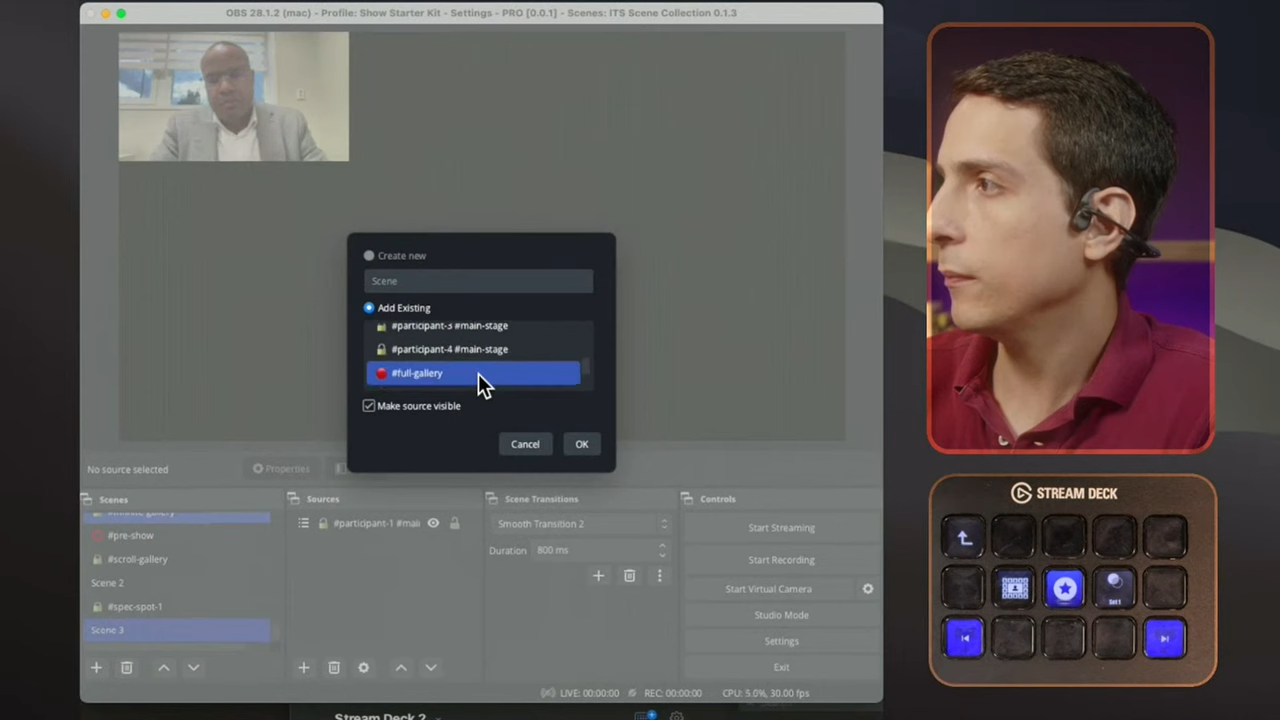 OBS 28.1.2 (mac) - Profile: Show Starter Kit - Settings - PRO [0.0.1] - Scenes: ITS Scene Collection 0.1.3
Create new
Scene
Add Existing
#participant-3 #main-stage
#participant-4 #main-stage
#full-gallery
Make source visible
Cancel
OK
No source selected
Properties
Scenes
#pre-show
#scroll-gallery
Scene 2
#spec-spot-1
Scene 3
Sources
#participant-1 #mai
Scene Transitions
Smooth Transition 2
Duration
800 ms
Controls
Start Streaming
Start Recording
Start Virtual Camera
Studio Mode
Settings
Exit
LIVE: 00:00:00
REC: 00:00:00
CPU: 5.0%, 30.00 fps
STREAM DECK
Stream Deck 2